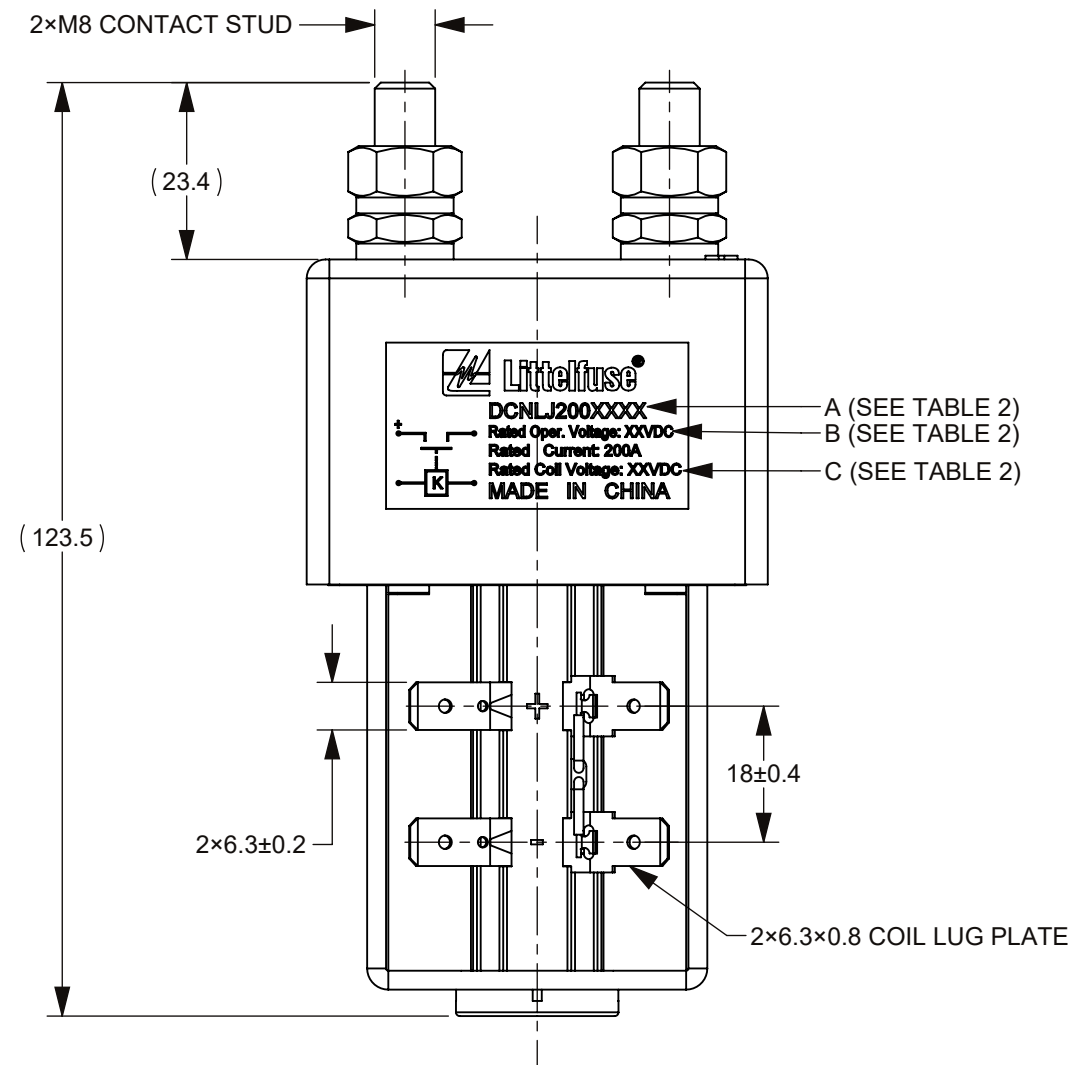 2×M8 CONTACT STUD
(23.4)
(123.5)
Littelfuse®
DCNLJ200XXXX
Rated Oper. Voltage: XXVDC
Rated Current: 200A
Rated Coil Voltage: XXVDC
MADE IN CHINA
+
K
A (SEE TABLE 2)
B (SEE TABLE 2)
C (SEE TABLE 2)
+
-
18±0.4
2×6.3±0.2
2×6.3×0.8 COIL LUG PLATE